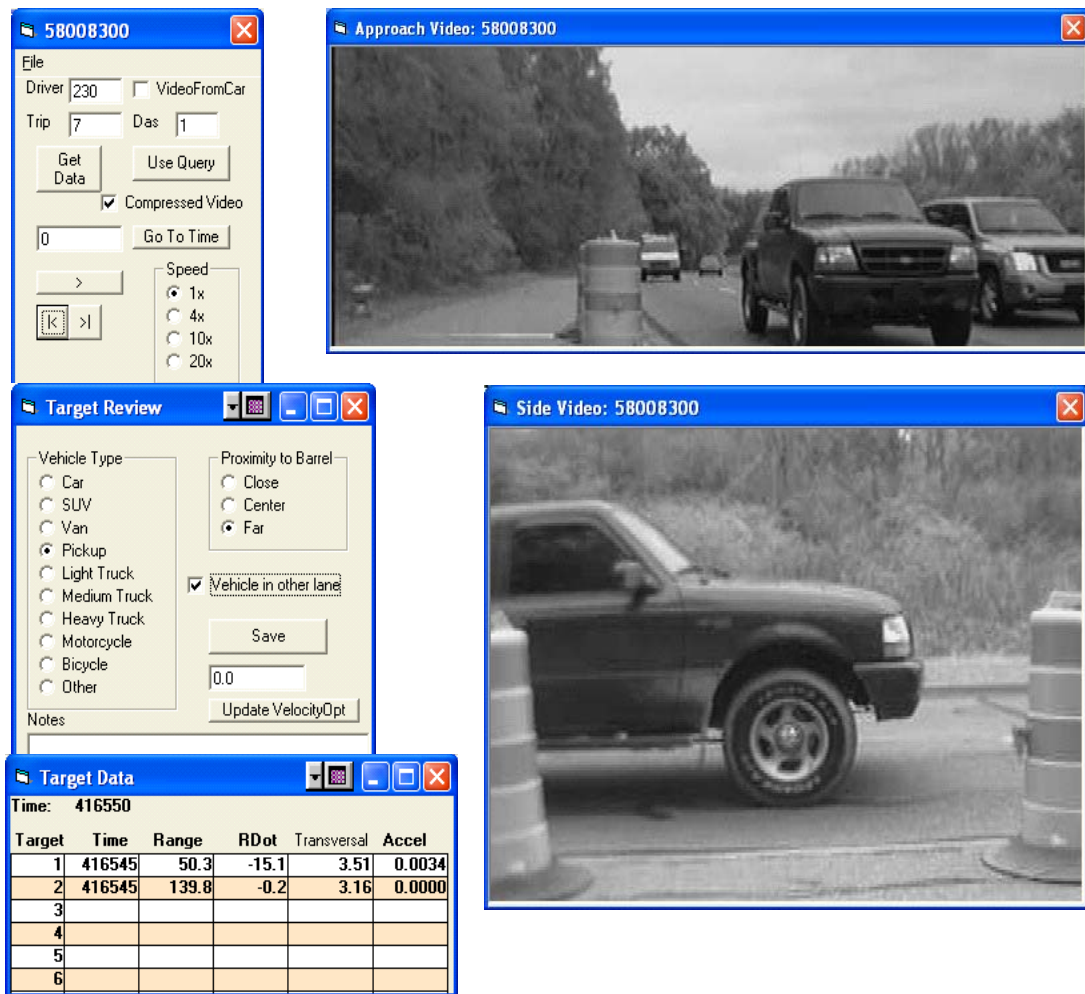 58008300
File
Driver 230 VideoFromCar
Trip 7 Das 1
Get Data Use Query
Compressed Video
0 Go To Time
> Speed
1x
|< >| 4x
10x
20x
Approach Video: 58008300
Target Review
Vehicle Type Proximity to Barrel
Car Close
SUV Center
Van Far
Pickup
Light Truck Vehicle in other lane
Medium Truck
Heavy Truck Save
Motorcycle
Bicycle 0.0
Other Update VelocityOpt
Notes
Side Video: 58008300
Target Data
Time: 416550
Target Time Range RDot Transversal Accel
1 416545 50.3 -15.1 3.51 0.0034
2 416545 139.8 -0.2 3.16 0.0000
3
4
5
6